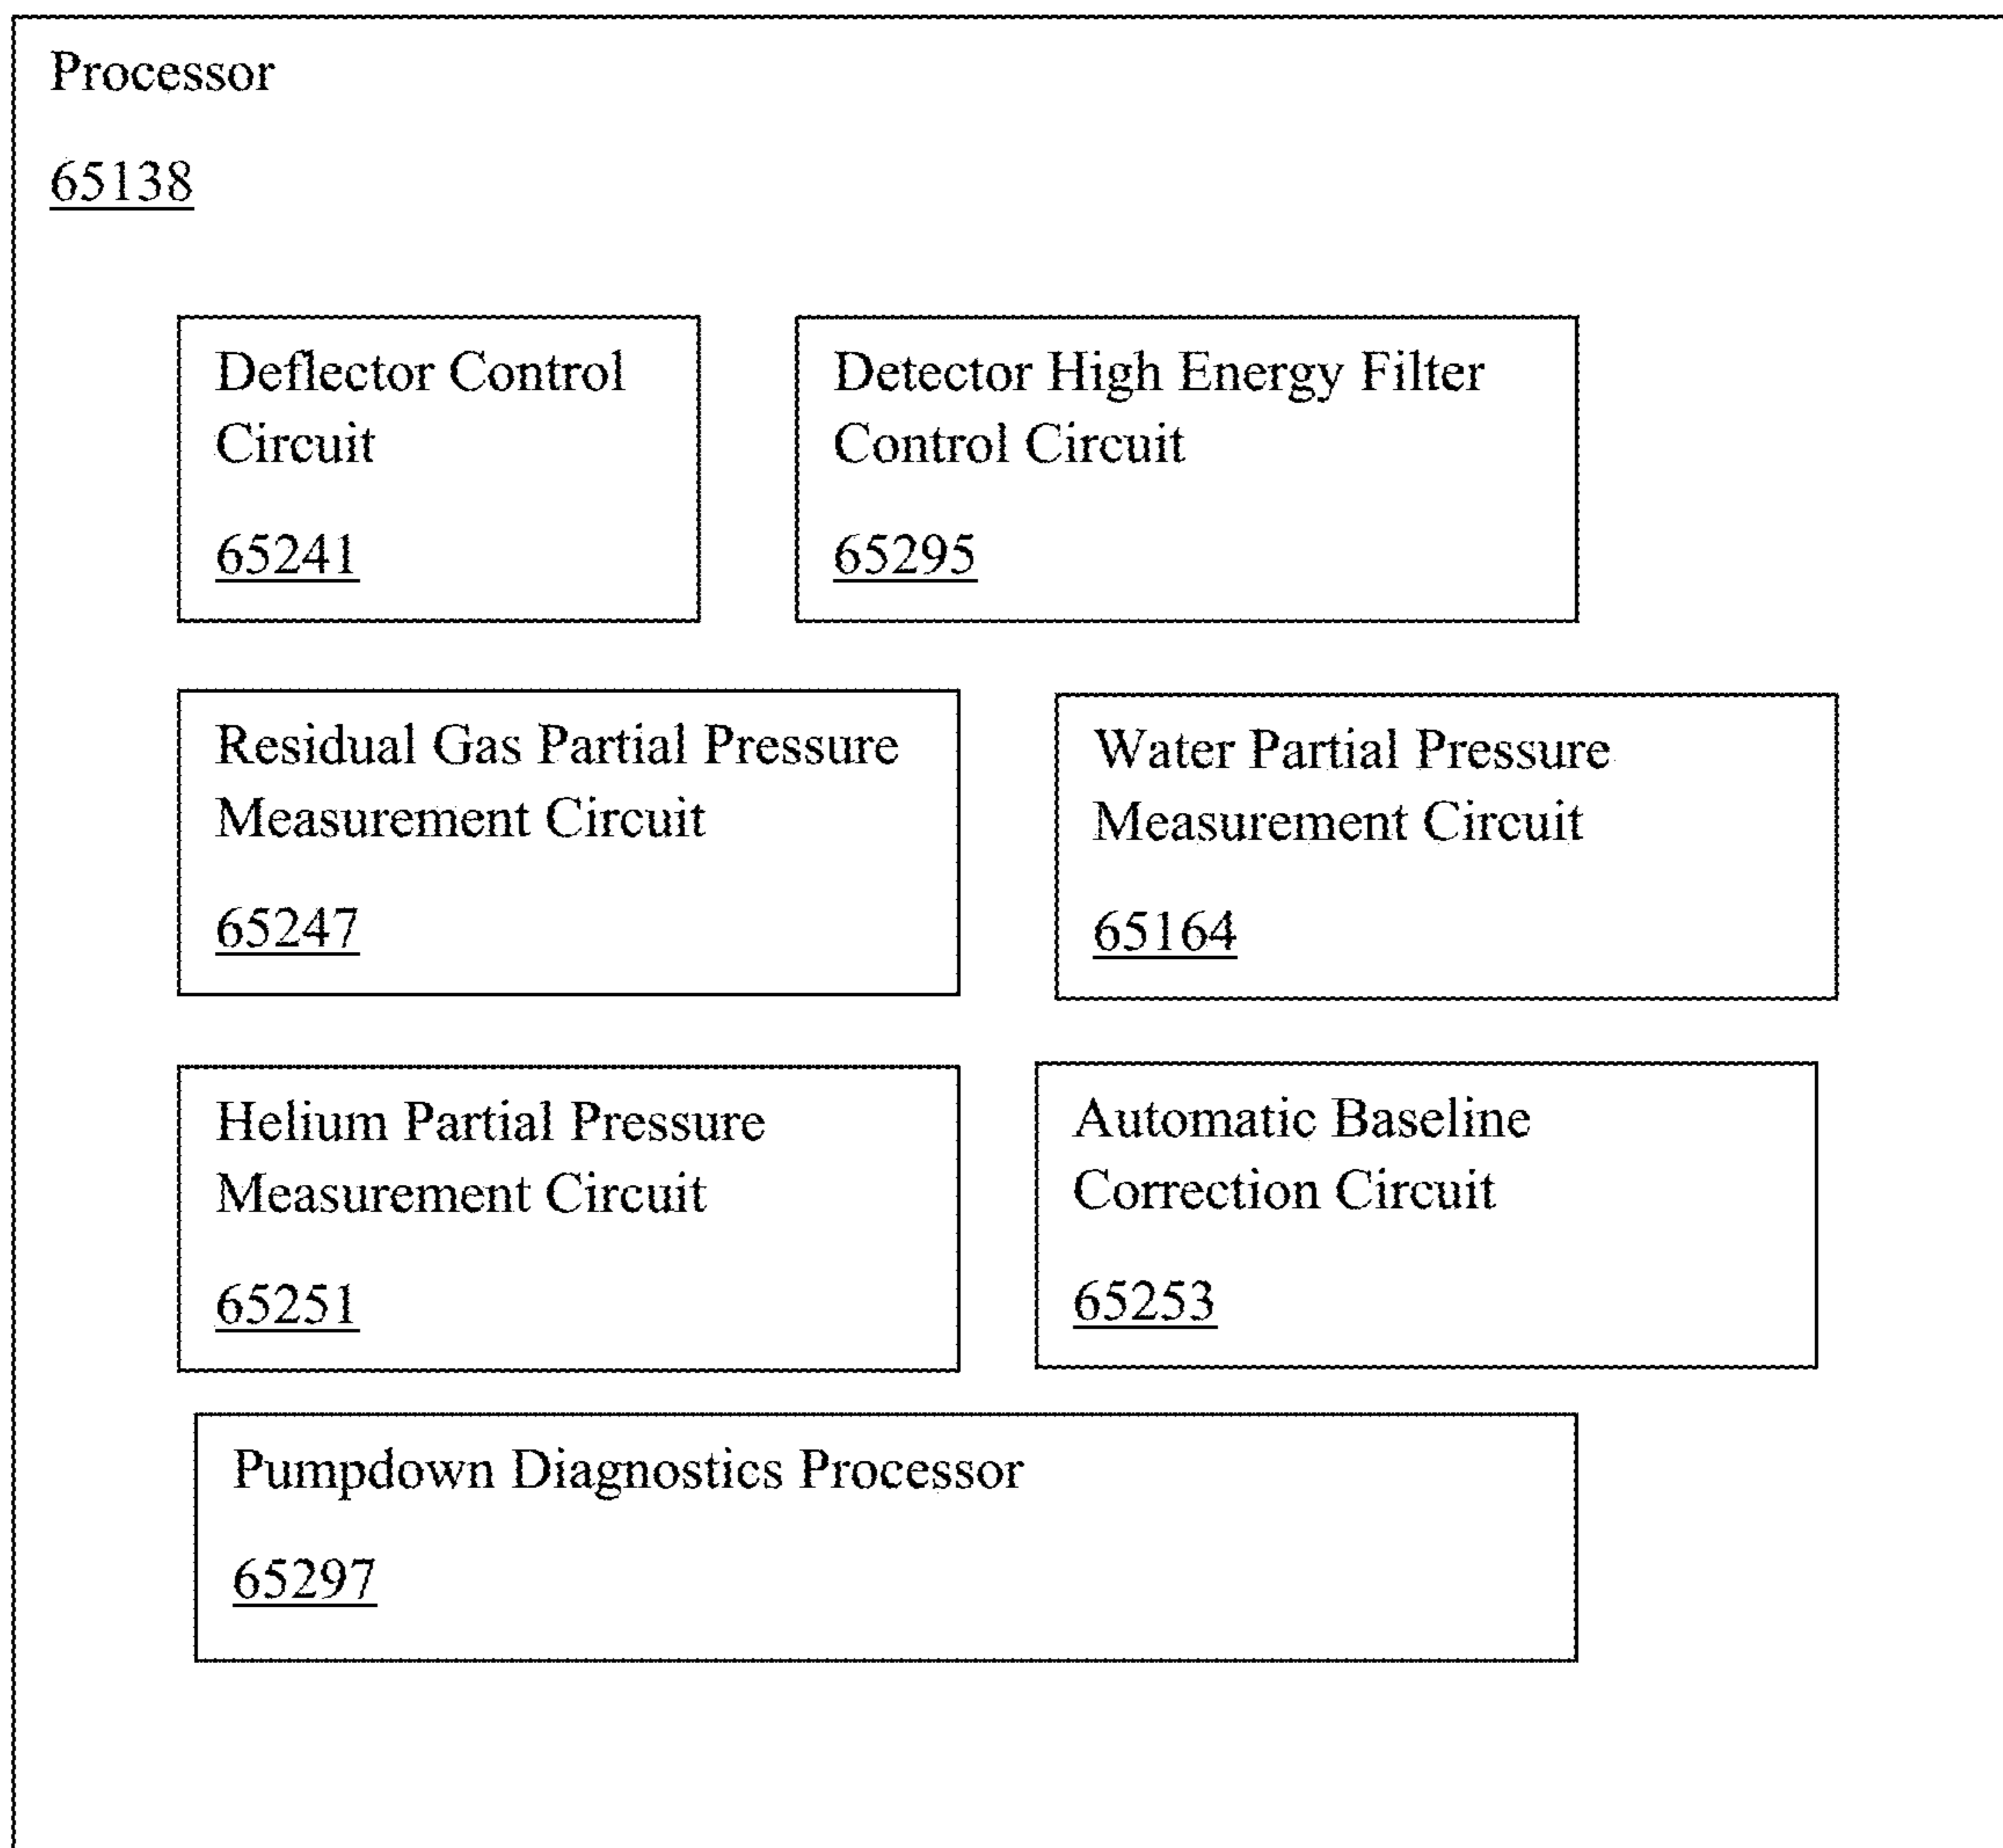 Processor
65138
Deflector Control
Circuit
65241
Detector High Energy Filter
Control Circuit
65295
Residual Gas Partial Pressure
Measurement Circuit
65247
Water Partial Pressure
Measurement Circuit
65164
Helium Partial Pressure
Measurement Circuit
65251
Automatic Baseline
Correction Circuit
65253
Pumpdown Diagnostics Processor
65297